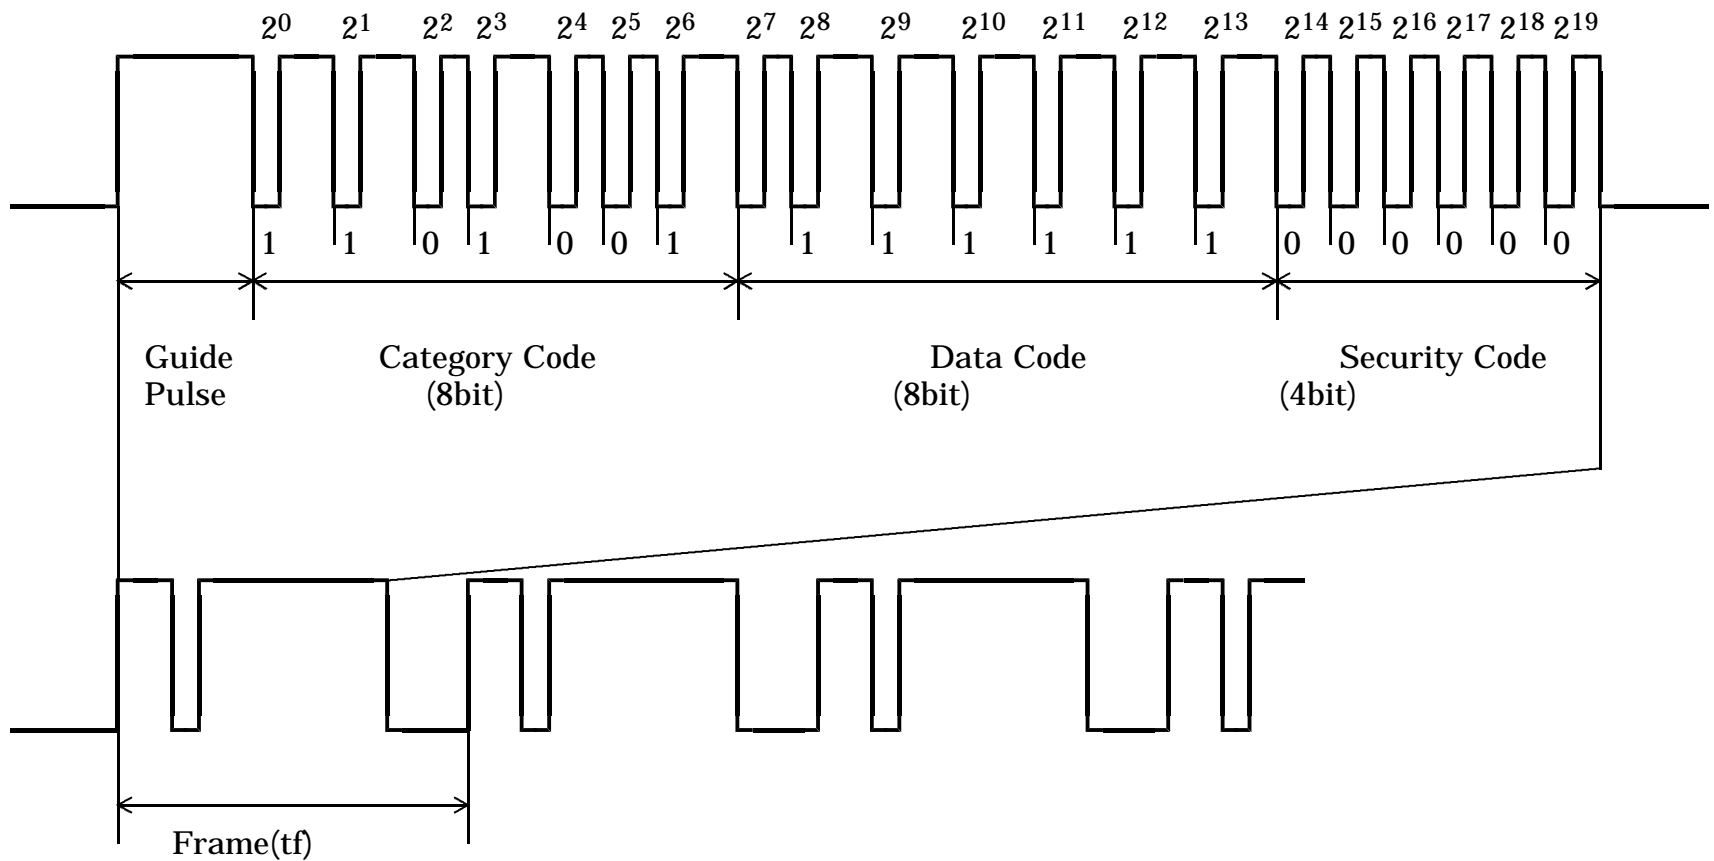 2⁰ 2¹ 2² 2³ 2⁴ 2⁵ 2⁶ 2⁷ 2⁸ 2⁹ 2¹⁰ 2¹¹ 2¹² 2¹³ 2¹⁴ 2¹⁵ 2¹⁶ 2¹⁷ 2¹⁸ 2¹⁹
1 1 0 1 0 0 1 1 1 1 1 1 1 0 0 0 0 0 0
Guide Category Code Data Code Security Code
Pulse (8bit) (8bit) (4bit)
Frame(tf)